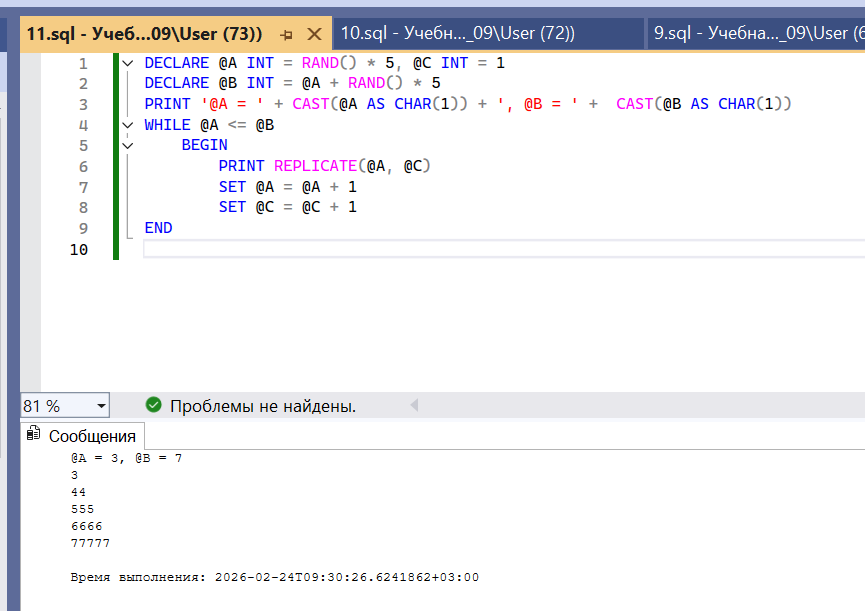 11.sql - Учеб...09\User (73)) 10.sql - Учебн..._09\User (72)) 9.sql - Учебна..._09\User (6
1 DECLARE @A INT = RAND() * 5, @C INT = 1
2 DECLARE @B INT = @A + RAND() * 5
3 PRINT '@A = ' + CAST(@A AS CHAR(1)) + ', @B = ' +  CAST(@B AS CHAR(1))
4 WHILE @A <= @B
5 BEGIN
6 PRINT REPLICATE(@A, @C)
7 SET @A = @A + 1
8 SET @C = @C + 1
9 END
10
81 % Проблемы не найдены.
Сообщения
@A = 3, @B = 7
3
44
555
6666
77777
Время выполнения: 2026-02-24T09:30:26.6241862+03:00